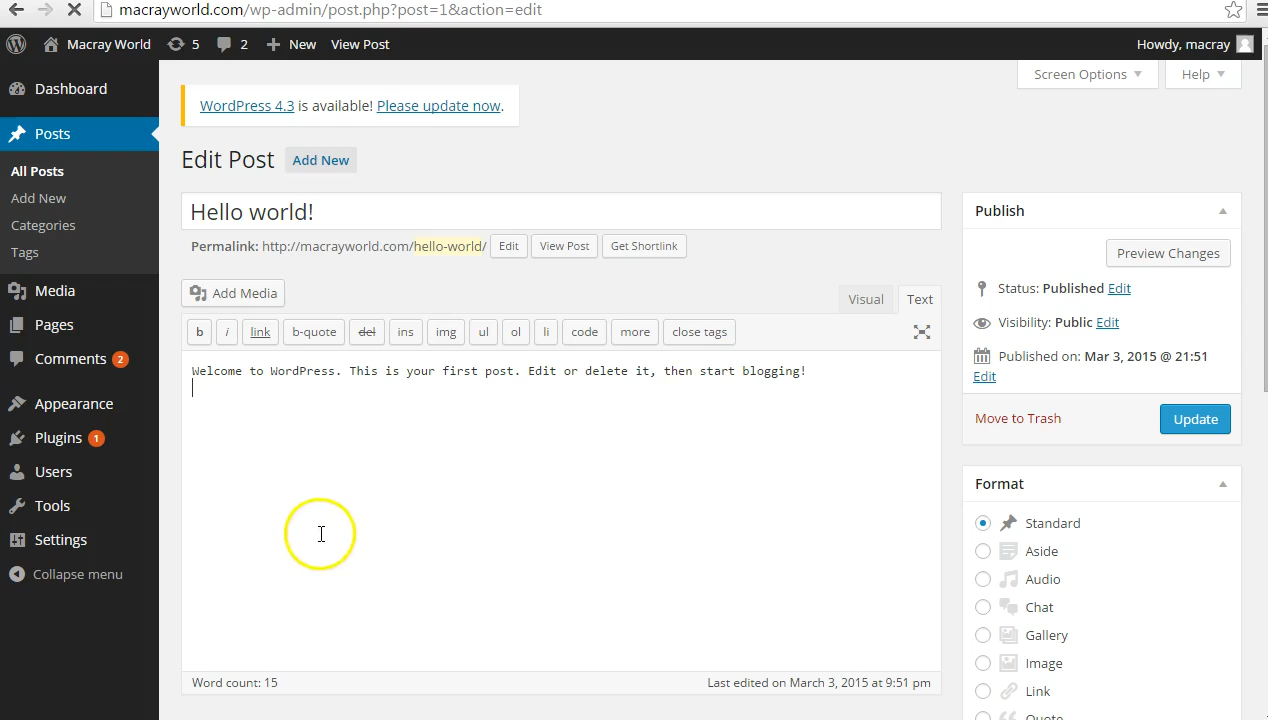 macrayworld.com/wp-admin/post.php?post=1&action=edit
Macray World 5 2 New View Post Howdy, macray
Dashboard
Posts
All Posts
Add New
Categories
Tags
Media
Pages
Comments 2
Appearance
Plugins 1
Users
Tools
Settings
Collapse menu
Screen Options Help
WordPress 4.3 is available! Please update now.
Edit Post Add New
Hello world!
Permalink: http://macrayworld.com/hello-world/ Edit View Post Get Shortlink
Add Media Visual Text
b i link b-quote del ins img ul ol li code more close tags
Welcome to WordPress. This is your first post. Edit or delete it, then start blogging!
Word count: 15 Last edited on March 3, 2015 at 9:51 pm
Publish
Preview Changes
Status: Published Edit
Visibility: Public Edit
Published on: Mar 3, 2015 @ 21:51
Edit
Move to Trash Update
Format
Standard
Aside
Audio
Chat
Gallery
Image
Link
Quote